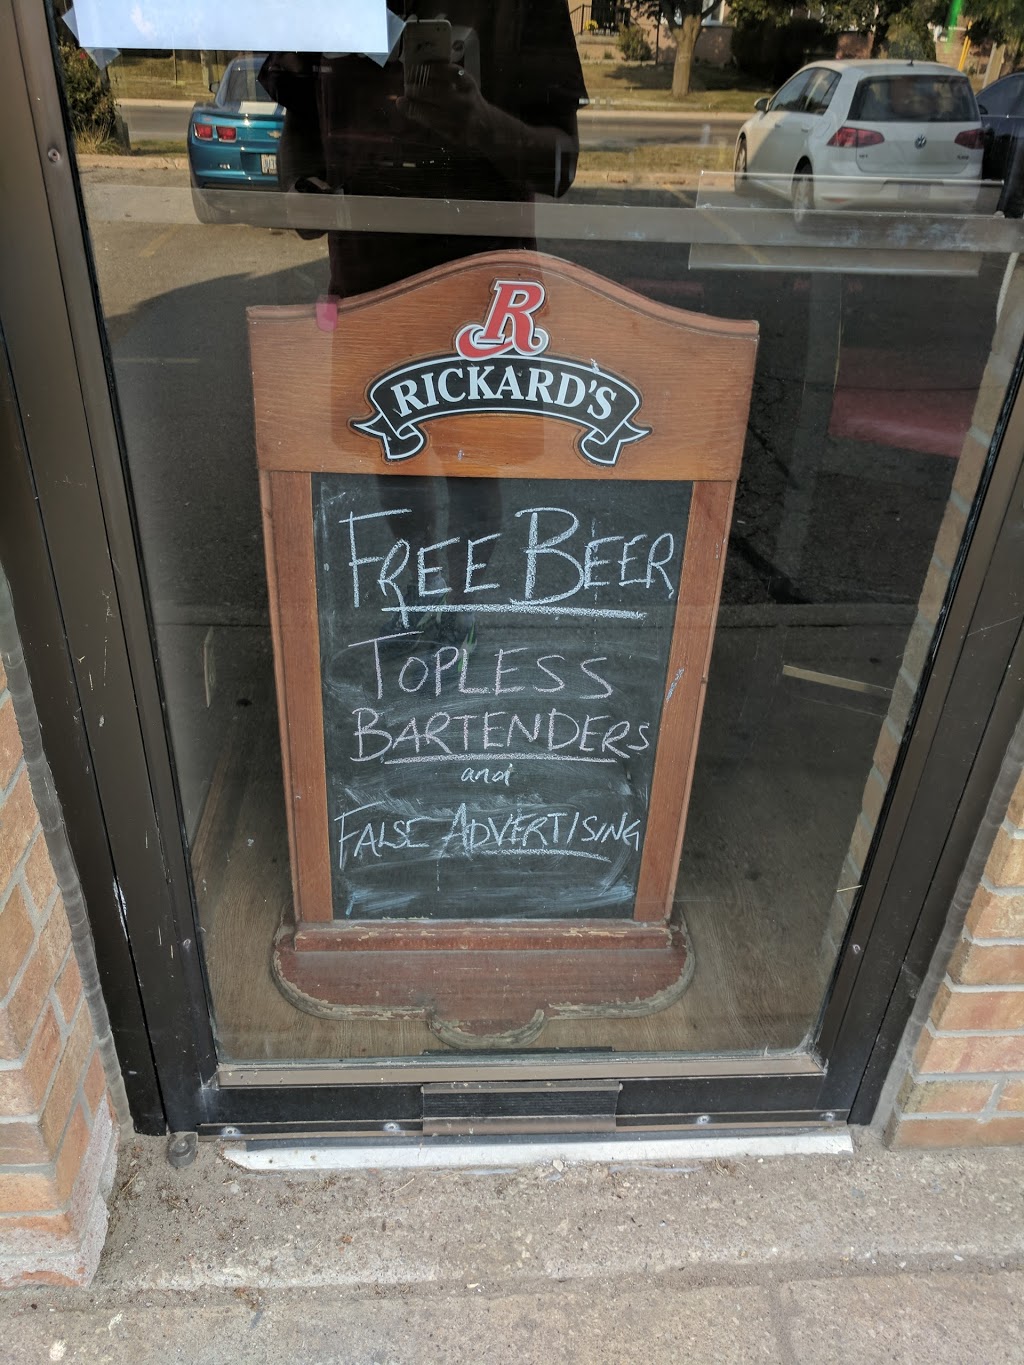 R
RICKARD'S
FREE BEER
TOPLESS
BARTENDERS
and
FALSE ADVERTISING